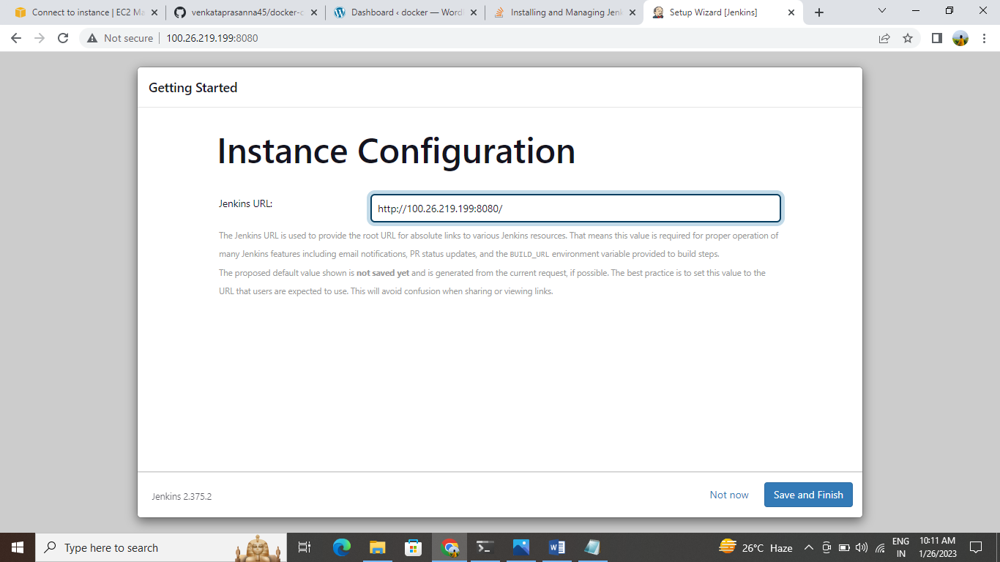 Connect to instance | EC2 Ma
venkataprasanna45/docker-c
Dashboard ‹ docker — Word
Installing and Managing Jenk
Setup Wizard [Jenkins]
Not secure
100.26.219.199:8080
Getting Started
Instance Configuration
Jenkins URL:
http://100.26.219.199:8080/
The Jenkins URL is used to provide the root URL for absolute links to various Jenkins resources. That means this value is required for proper operation of
many Jenkins features including email notifications, PR status updates, and the BUILD_URL environment variable provided to build steps.
The proposed default value shown is not saved yet and is generated from the current request, if possible. The best practice is to set this value to the
URL that users are expected to use. This will avoid confusion when sharing or viewing links.
Jenkins 2.375.2
Not now
Save and Finish
Type here to search
26°C Haze
ENG
IN
10:11 AM
1/26/2023